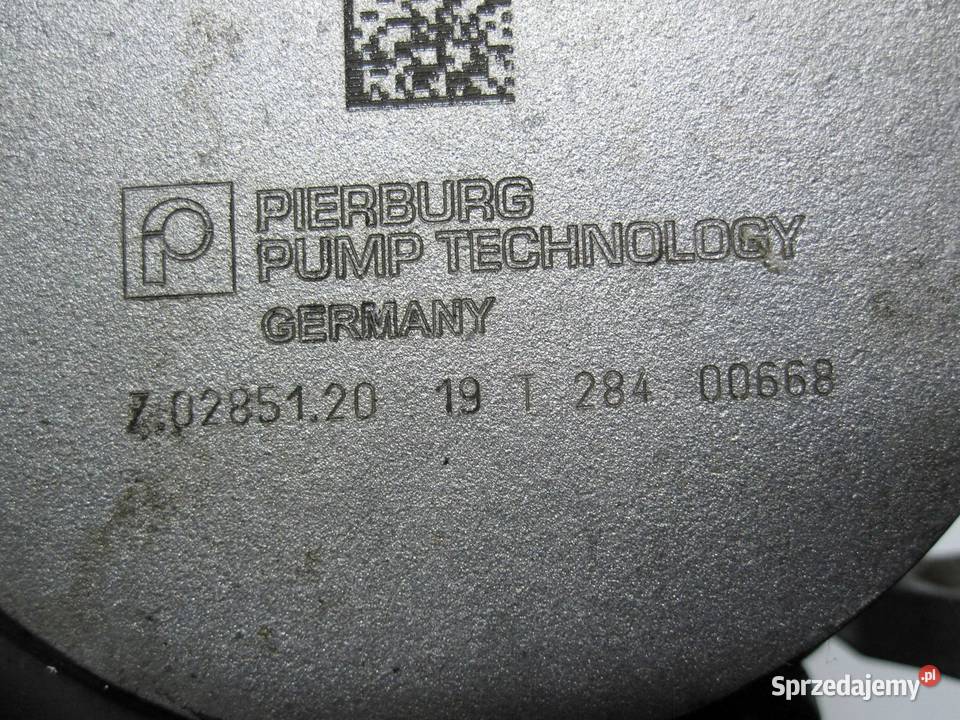 PIERBURG
PUMP TECHNOLOGY
GERMANY
7.02851.20 19 T 284 00668
Sprzedajemy.pl